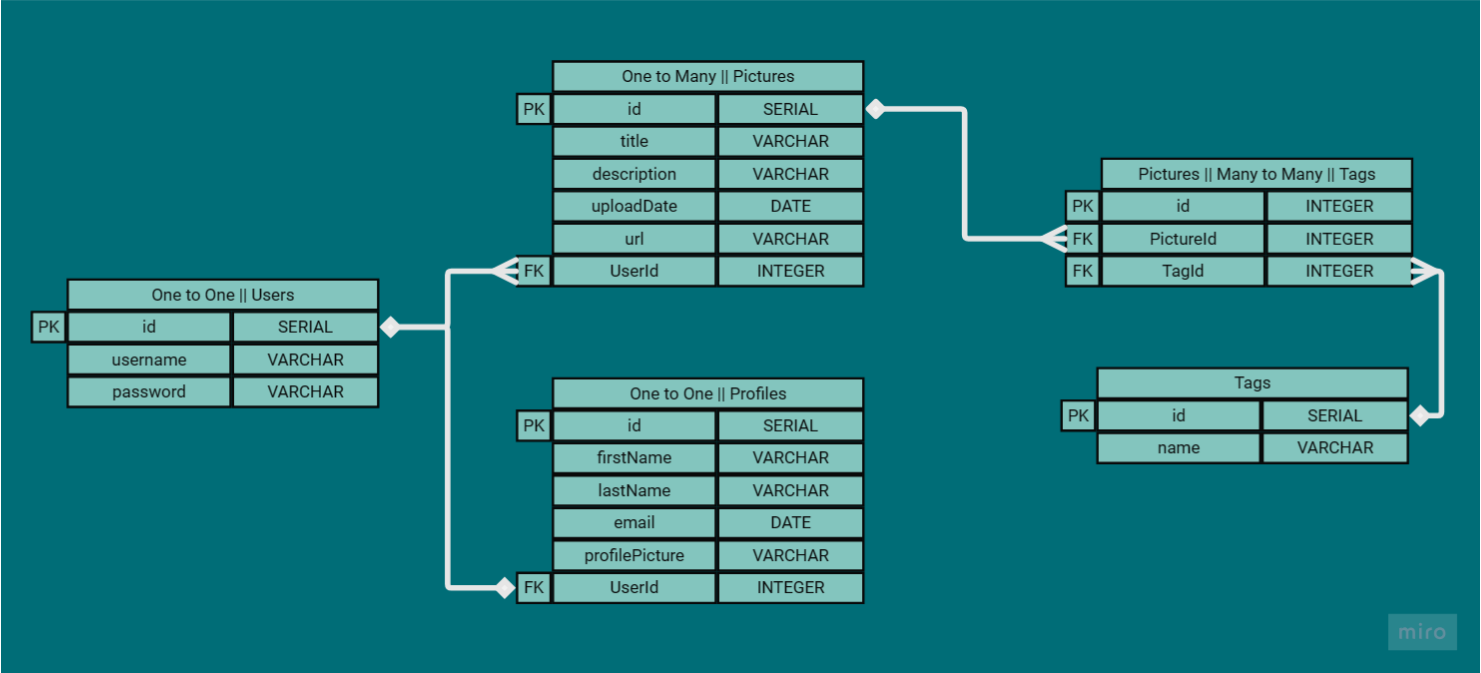 One to Many || Pictures
PK id SERIAL
title VARCHAR
description VARCHAR
uploadDate DATE
url VARCHAR
FK UserId INTEGER
One to One || Users
PK id SERIAL
username VARCHAR
password VARCHAR
One to One || Profiles
PK id SERIAL
firstName VARCHAR
lastName VARCHAR
email DATE
profilePicture VARCHAR
FK UserId INTEGER
Pictures || Many to Many || Tags
PK id INTEGER
FK PictureId INTEGER
FK TagId INTEGER
Tags
PK id SERIAL
name VARCHAR
miro